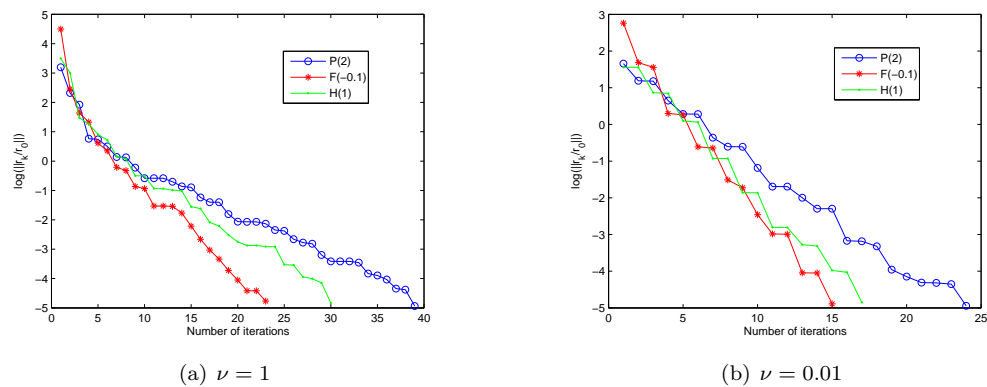 5
4
3
2
1
0
−1
−2
−3
−4
−5
0 5 10 15 20 25 30 35 40
Number of iterations
log(||r_k/r_0||)
P(2)
F(−0.1)
H(1)
(a) ν = 1
3
2
1
0
−1
−2
−3
−4
−5
0 5 10 15 20 25
Number of iterations
log(||r_k/r_0||)
P(2)
F(−0.1)
H(1)
(b) ν = 0.01